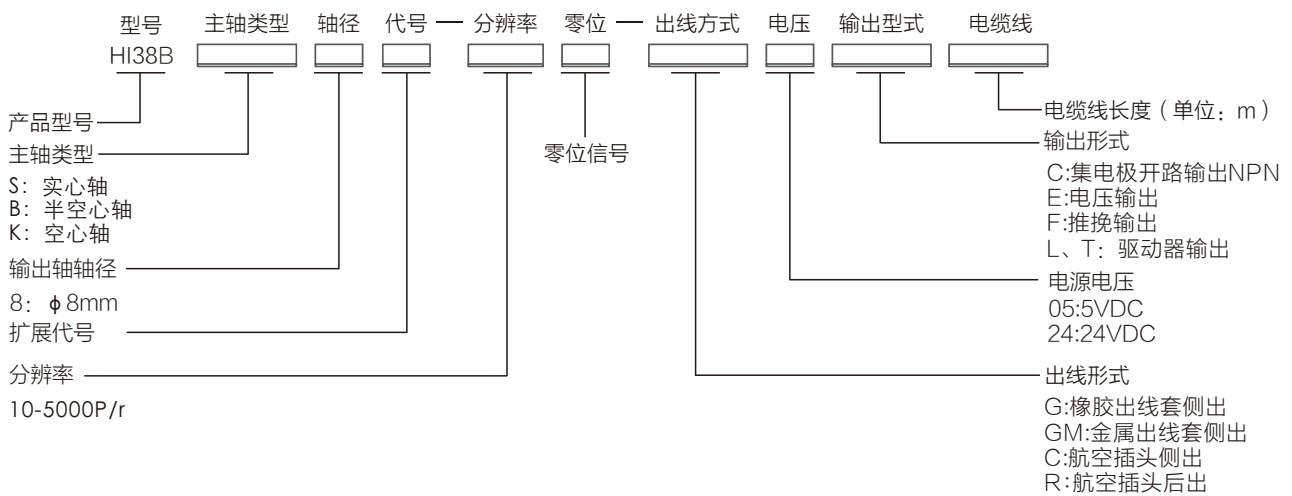 型号 主轴类型 轴径 代号 — 分辨率 零位 — 出线方式 电压 输出型式 电缆线
HI38B
产品型号
主轴类型
S: 实心轴
B: 半空心轴
K: 空心轴
输出轴轴径
8: ϕ8mm
扩展代号
分辨率
10-5000P/r
零位信号
电缆线长度（单位：m）
输出形式
C:集电极开路输出NPN
E:电压输出
F:推挽输出
L、T: 驱动器输出
电源电压
05:5VDC
24:24VDC
出线形式
G:橡胶出线套侧出
GM:金属出线套侧出
C:航空插头侧出
R:航空插头后出